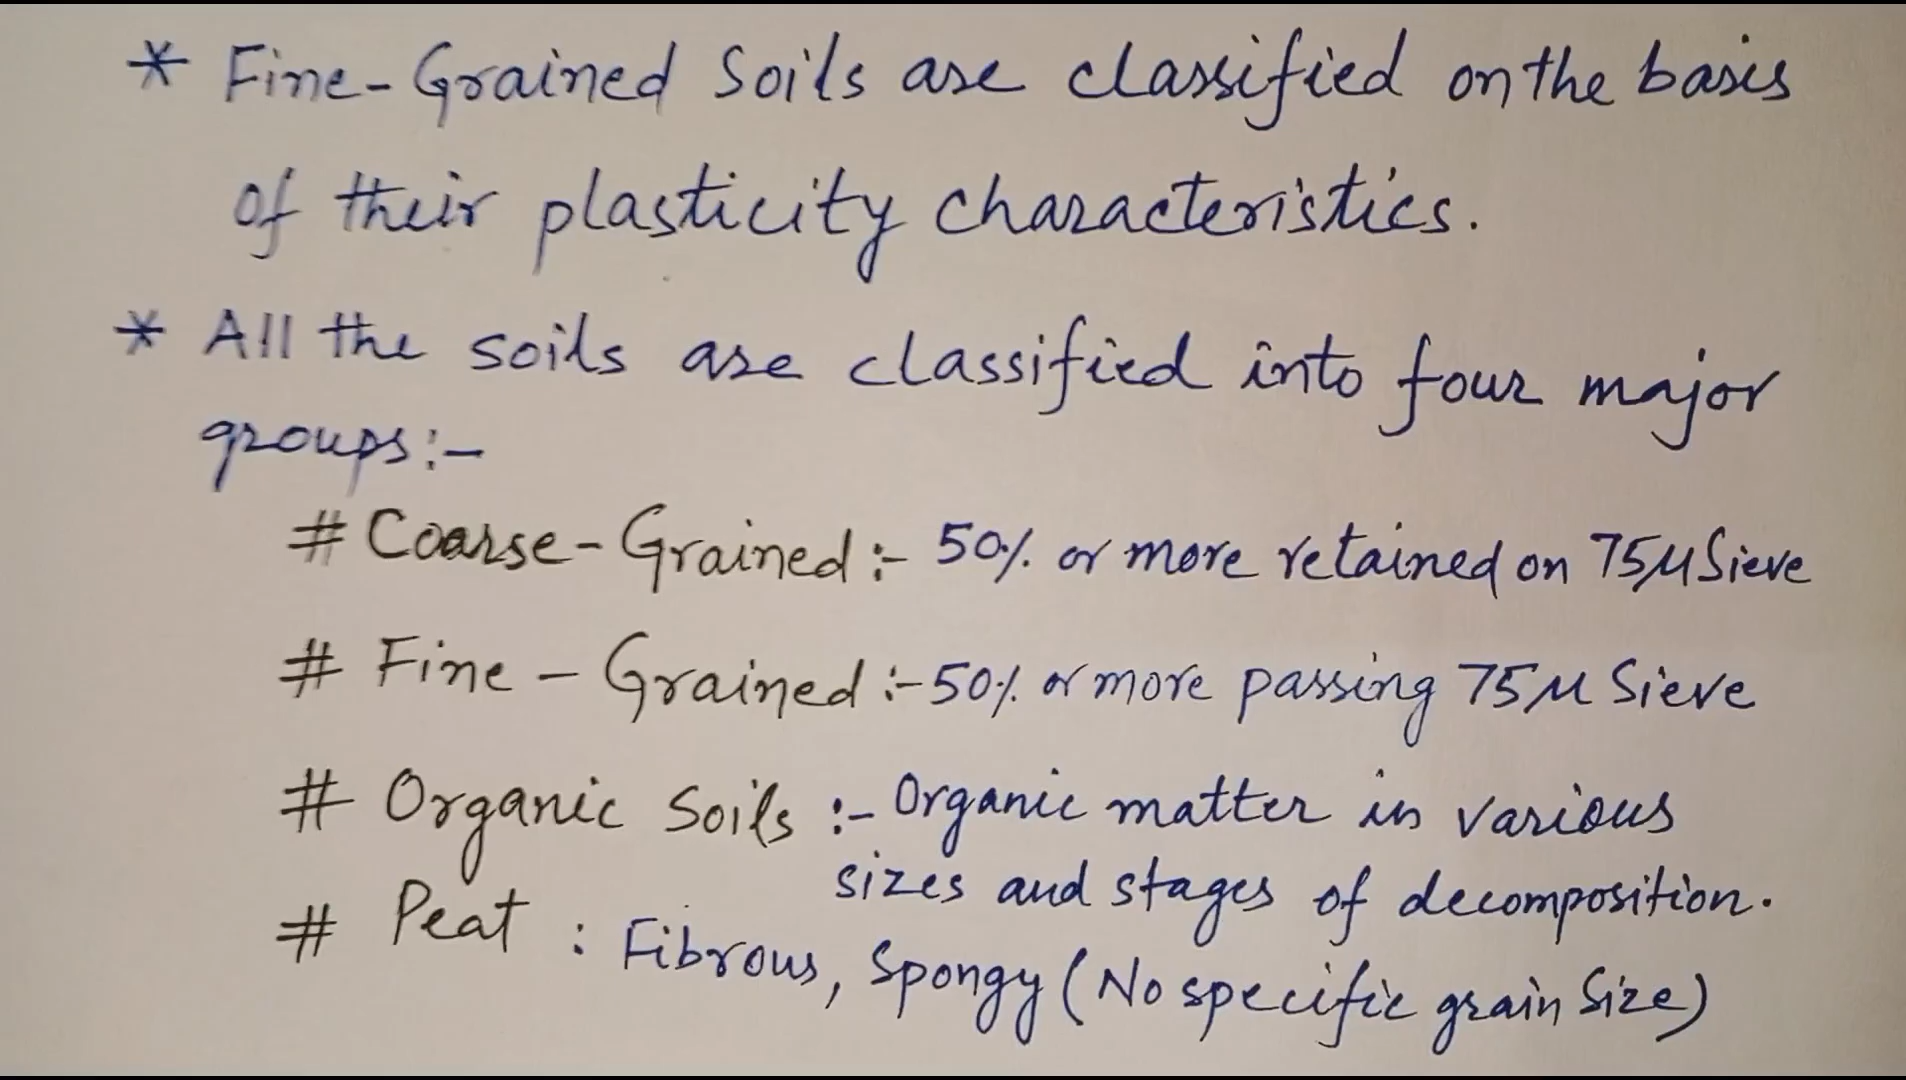 * Fine-Grained Soils are classified on the basis
of their plasticity characteristics.
* All the soils are classified into four major
groups:-
# Coarse-Grained :- 50% or more retained on 75μ Sieve
# Fine-Grained :- 50% or more passing 75μ Sieve
# Organic Soils :- Organic matter in various
sizes and stages of decomposition.
# Peat : Fibrous, Spongy (No specific grain Size)